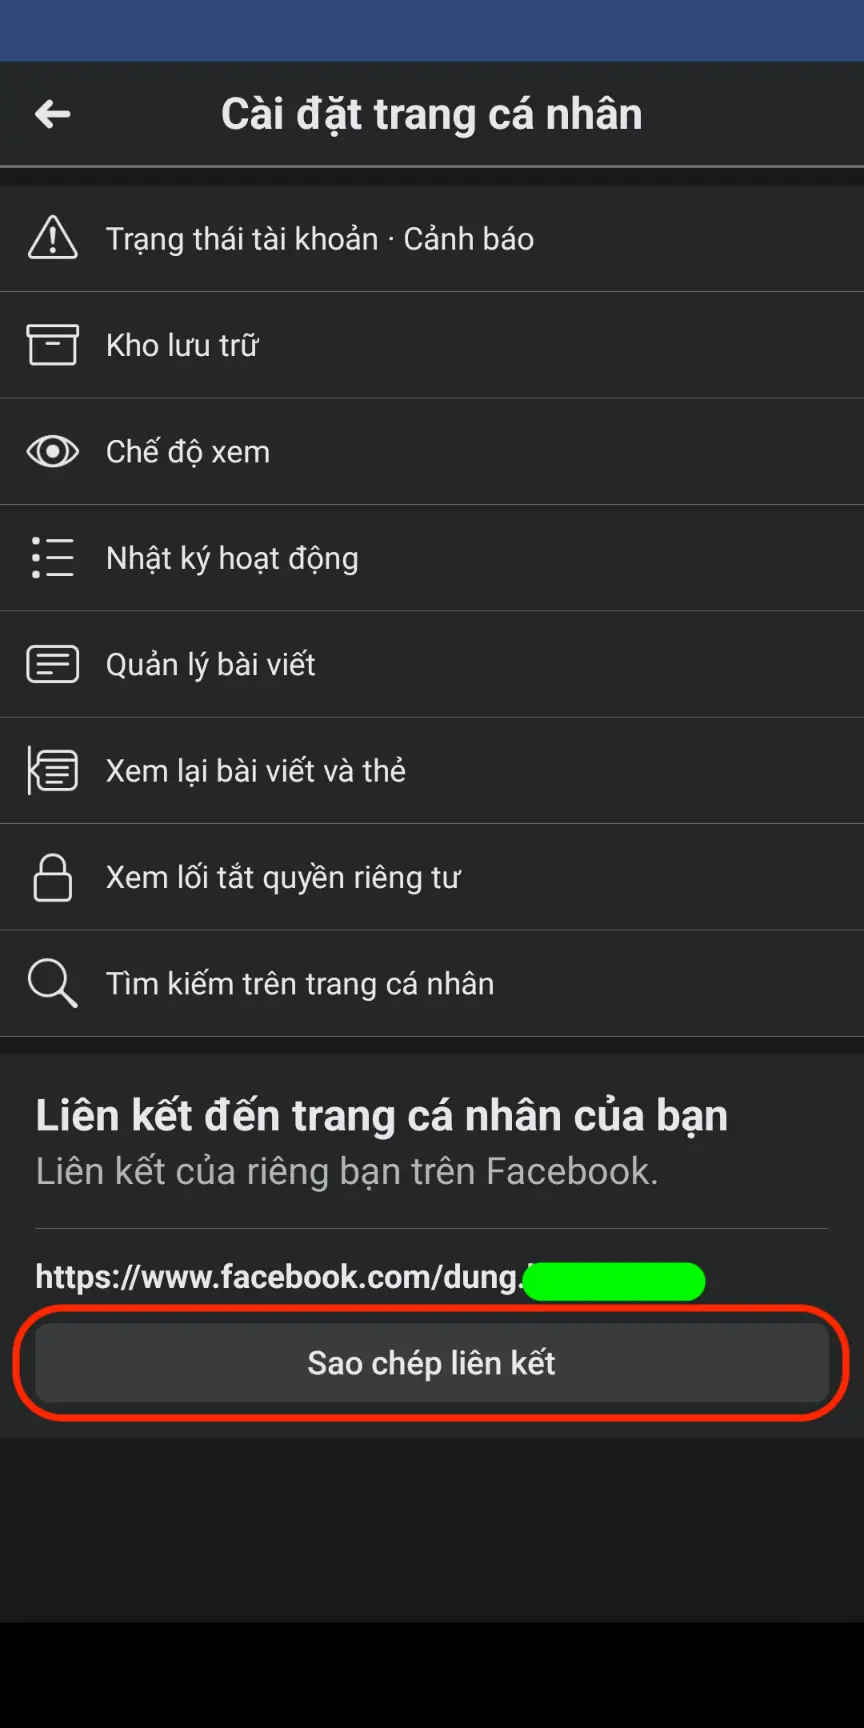 Cài đặt trang cá nhân
Trạng thái tài khoản · Cảnh báo
Kho lưu trữ
Chế độ xem
Nhật ký hoạt động
Quản lý bài viết
Xem lại bài viết và thẻ
Xem lối tắt quyền riêng tư
Tìm kiếm trên trang cá nhân
Liên kết đến trang cá nhân của bạn
Liên kết của riêng bạn trên Facebook.
https://www.facebook.com/dung.
Sao chép liên kết